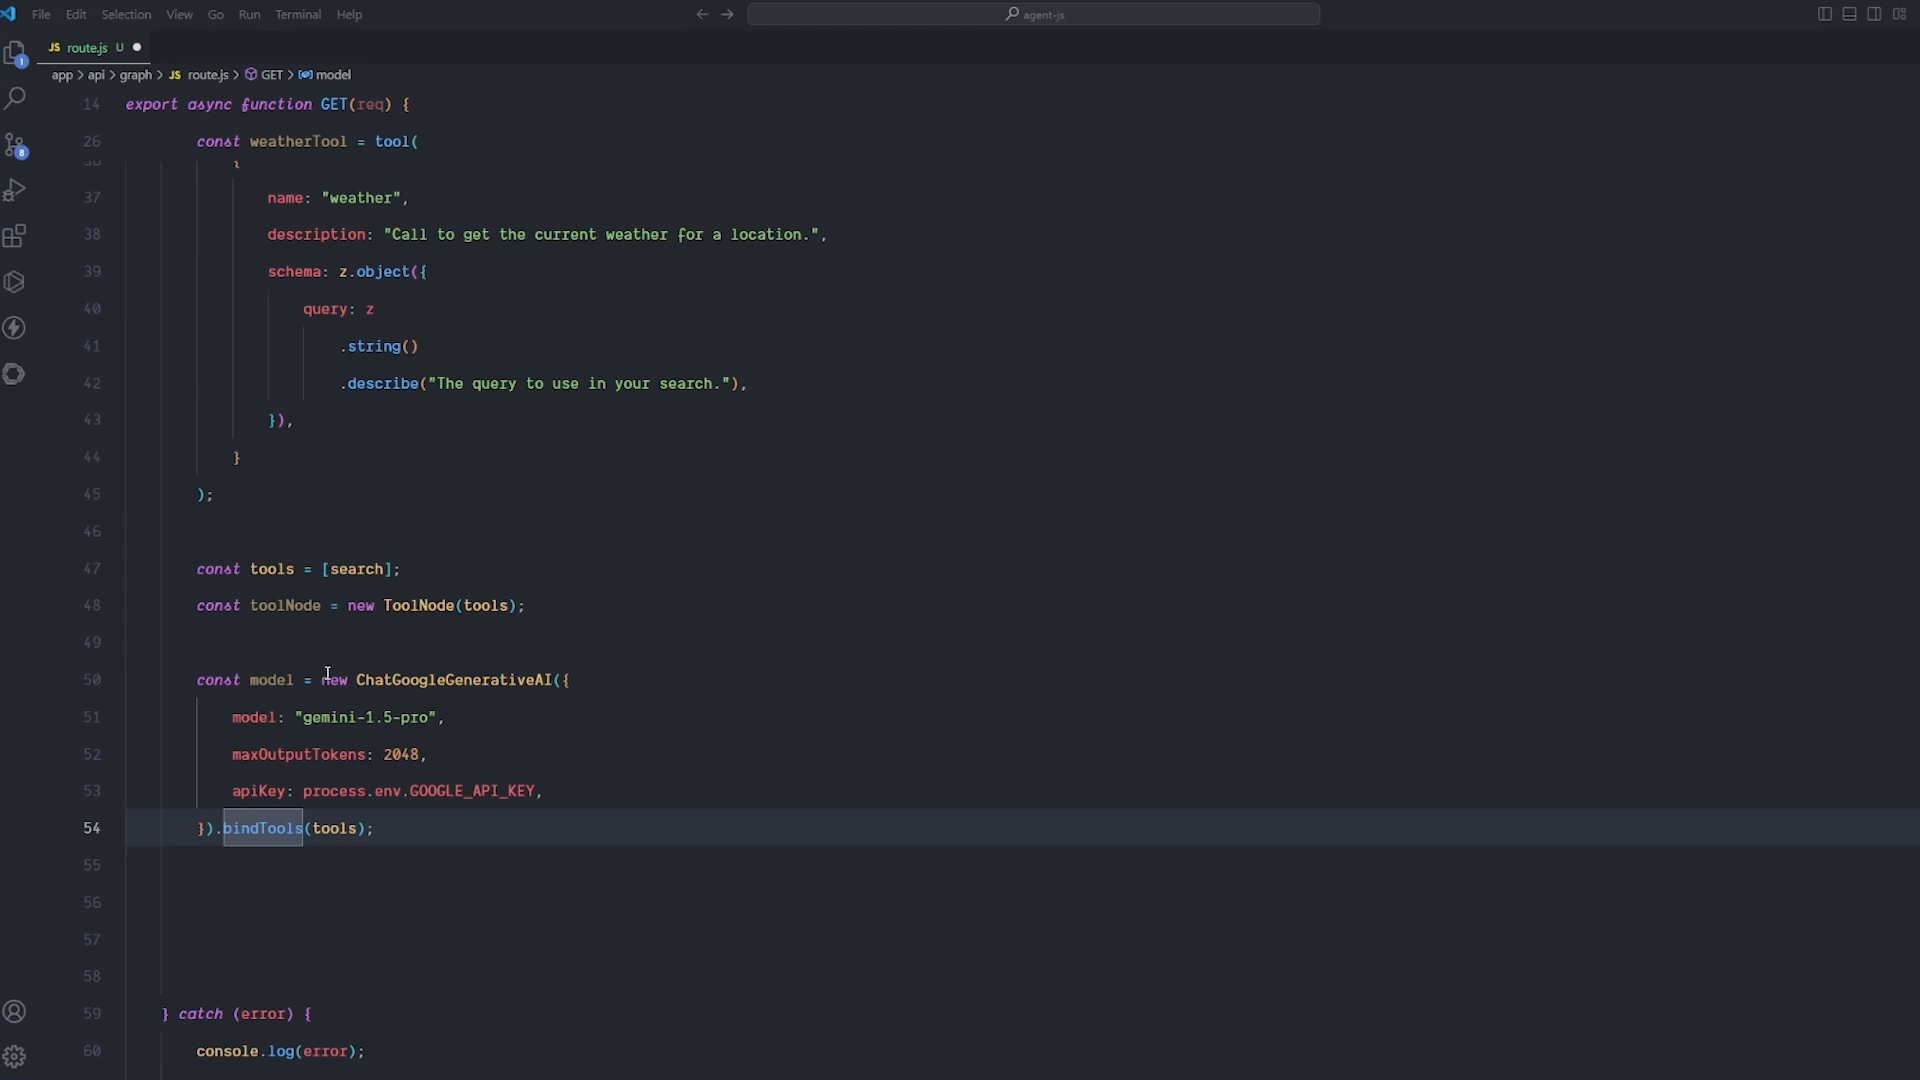 File Edit Selection View Go Run Terminal Help
agent-js
JS route.js U
app > api > graph > JS route.js > GET > model
14 export async function GET(req) {
26 const weatherTool = tool(
36 {
37 name: "weather",
38 description: "Call to get the current weather for a location.",
39 schema: z.object({
40 query: z
41 .string()
42 .describe("The query to use in your search."),
43 }),
44 }
45 );
46
47 const tools = [search];
48 const toolNode = new ToolNode(tools);
49
50 const model = new ChatGoogleGenerativeAI({
51 model: "gemini-1.5-pro",
52 maxOutputTokens: 2048,
53 apiKey: process.env.GOOGLE_API_KEY,
54 }).bindTools(tools);
55
56
57
58
59 } catch (error) {
60 console.log(error);
1
8